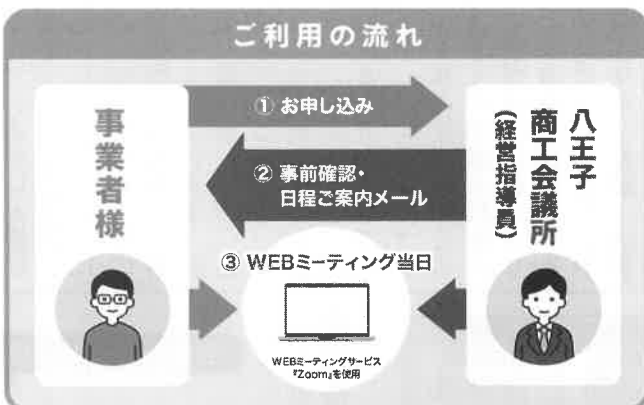 ご利用の流れ
事業者様
① お申し込み
八王子
商工会議所
(経営指導員)
② 事前確認・
日程ご案内メール
③ WEBミーティング当日
WEBミーティングサービス
『Zoom』を使用